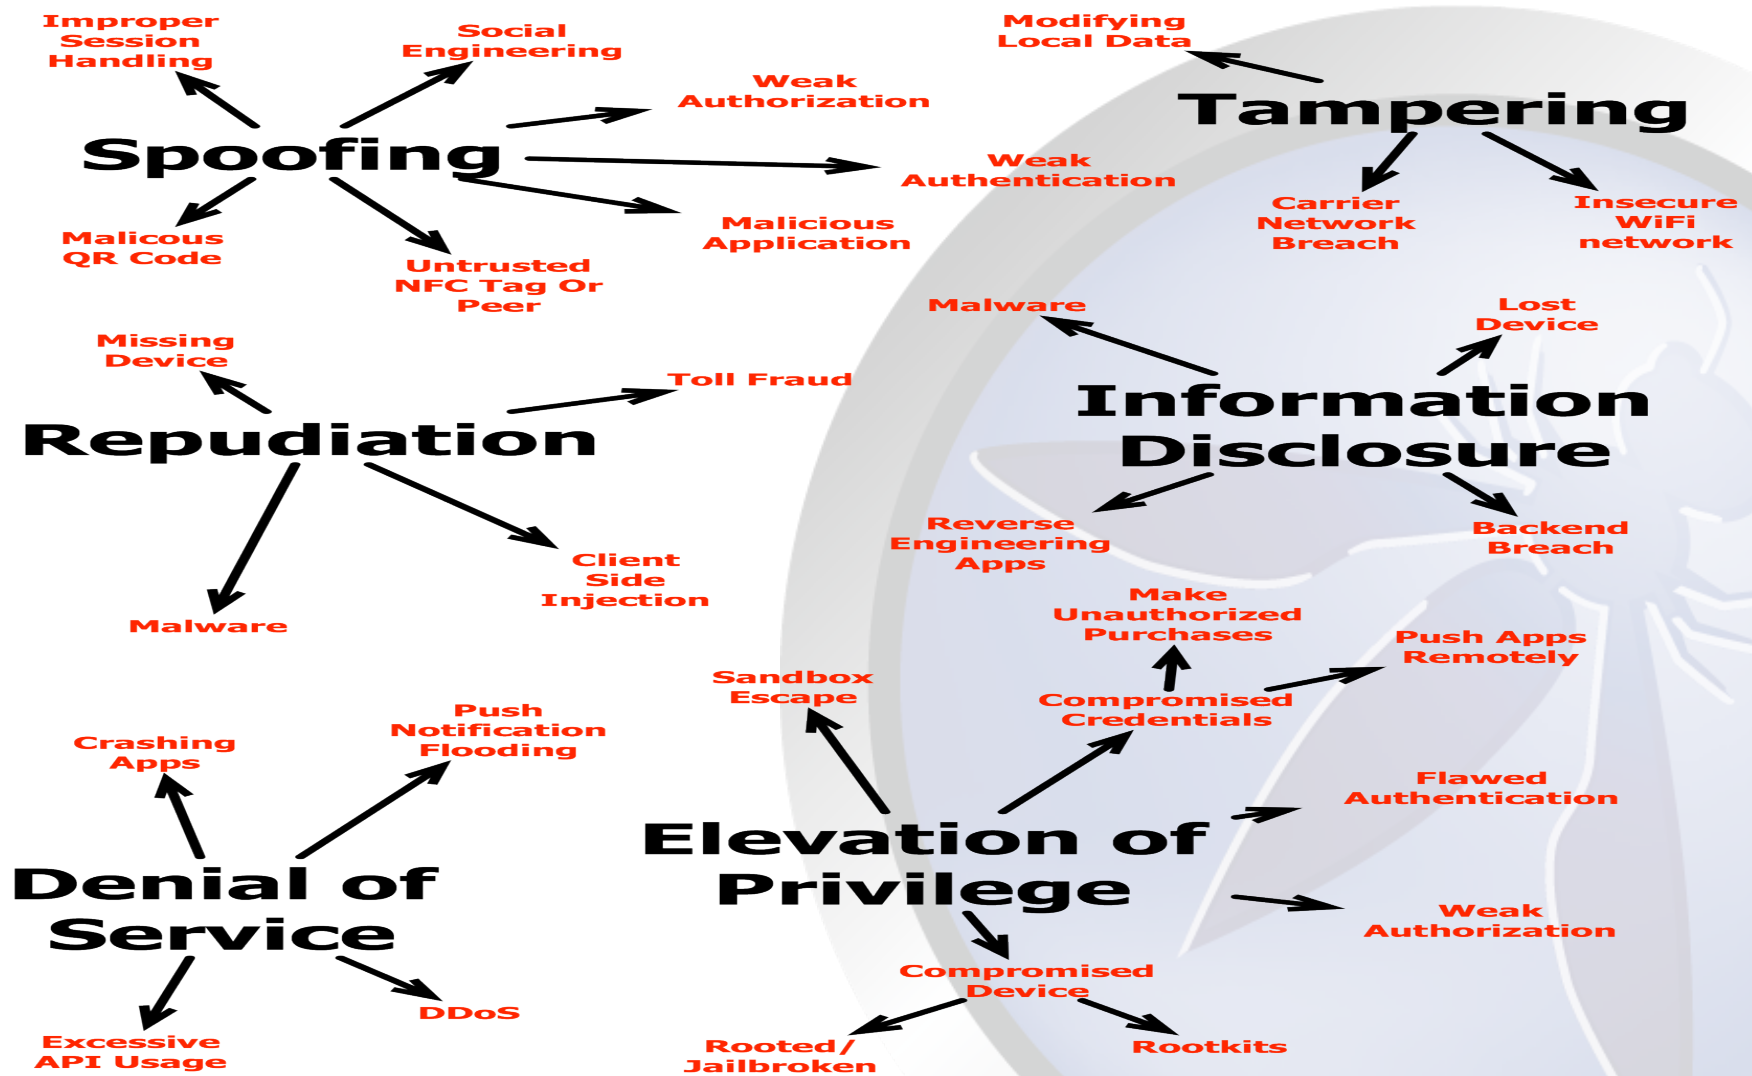 Improper
Session
Handling
Social
Engineering
Weak
Authorization
Spoofing
Weak
Authentication
Malicious
Application
Malicous
QR Code
Untrusted
NFC Tag Or
Peer
Modifying
Local Data
Tampering
Carrier
Network
Breach
Insecure
WiFi
network
Missing
Device
Toll Fraud
Repudiation
Client
Side
Injection
Malware
Malware
Lost
Device
Information
Disclosure
Reverse
Engineering
Apps
Backend
Breach
Crashing
Apps
Push
Notification
Flooding
Denial of
Service
Excessive
API Usage
DDoS
Make
Unauthorized
Purchases
Push Apps
Remotely
Sandbox
Escape
Compromised
Credentials
Flawed
Authentication
Elevation of
Privilege
Weak
Authorization
Compromised
Device
Rooted/
Jailbroken
Rootkits